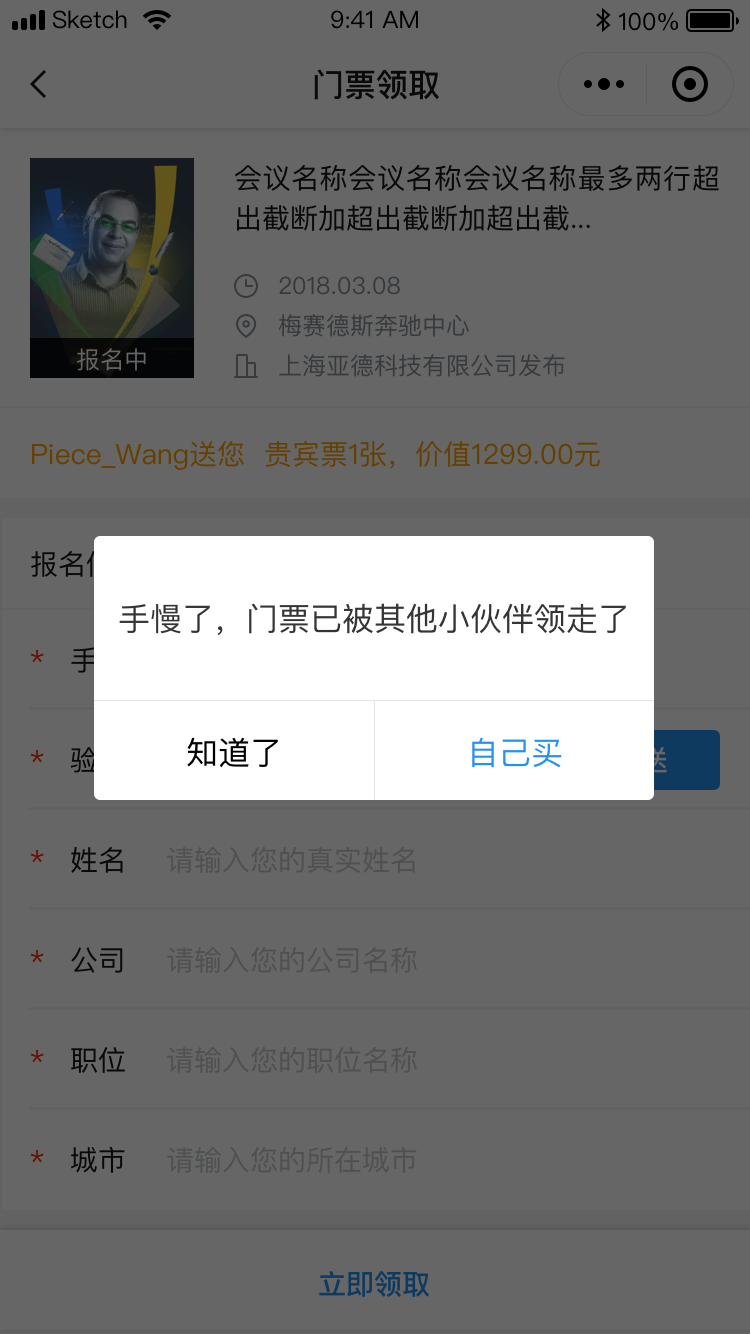 Sketch 9:41 AM 100%
门票领取
会议名称会议名称会议名称最多两行超
出截断加超出截断加超出截...
2018.03.08
梅赛德斯奔驰中心
上海亚德科技有限公司发布
报名中
Piece_Wang送您 贵宾票1张，价值1299.00元
报名
手慢了，门票已被其他小伙伴领走了
* 手
知道了 自己买
* 验 送
* 姓名 请输入您的真实姓名
* 公司 请输入您的公司名称
* 职位 请输入您的职位名称
* 城市 请输入您的所在城市
立即领取